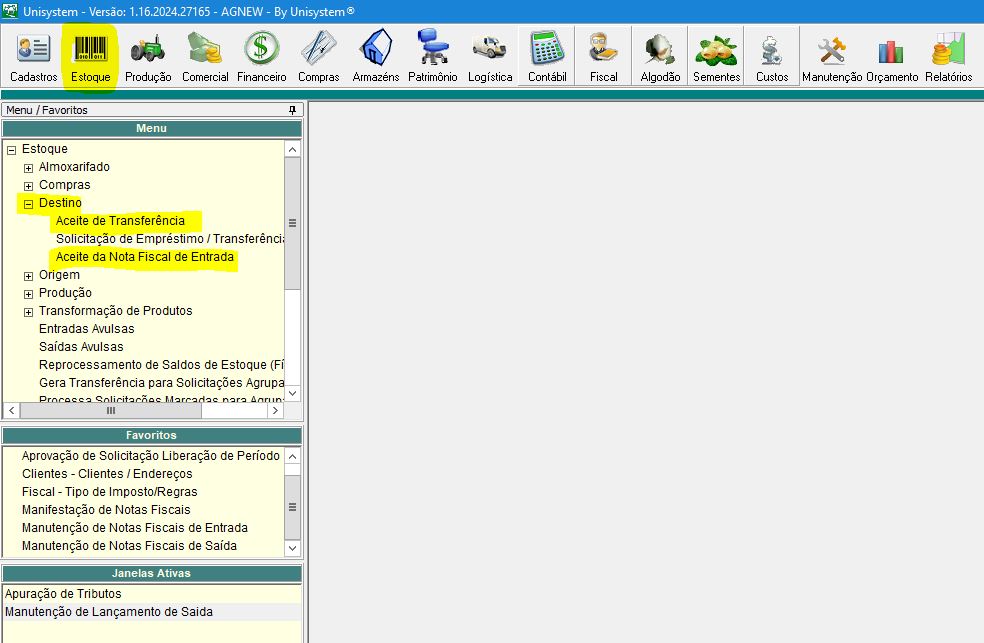 Unisystem - Versão: 1.16.2024.27165 - AGNEW - By Unisystem®
Cadastros Estoque Produção Comercial Financeiro Compras Armazéns Patrimônio Logística Contábil Fiscal Algodão Sementes Custos Manutenção Orçamento Relatórios
Menu / Favoritos
Menu
Estoque
Almoxarifado
Compras
Destino
Aceite de Transferência
Solicitação de Empréstimo / Transferência
Aceite da Nota Fiscal de Entrada
Origem
Produção
Transformação de Produtos
Entradas Avulsas
Saídas Avulsas
Reprocessamento de Saldos de Estoque (Fí
Gera Transferência para Solicitações Agrupa
Processa Solicitações Marcadas para Agrup
Favoritos
Aprovação de Solicitação Liberação de Período
Clientes - Clientes / Endereços
Fiscal - Tipo de Imposto/Regras
Manifestação de Notas Fiscais
Manutenção de Notas Fiscais de Entrada
Manutenção de Notas Fiscais de Saída
Janelas Ativas
Apuração de Tributos
Manutenção de Lançamento de Saida